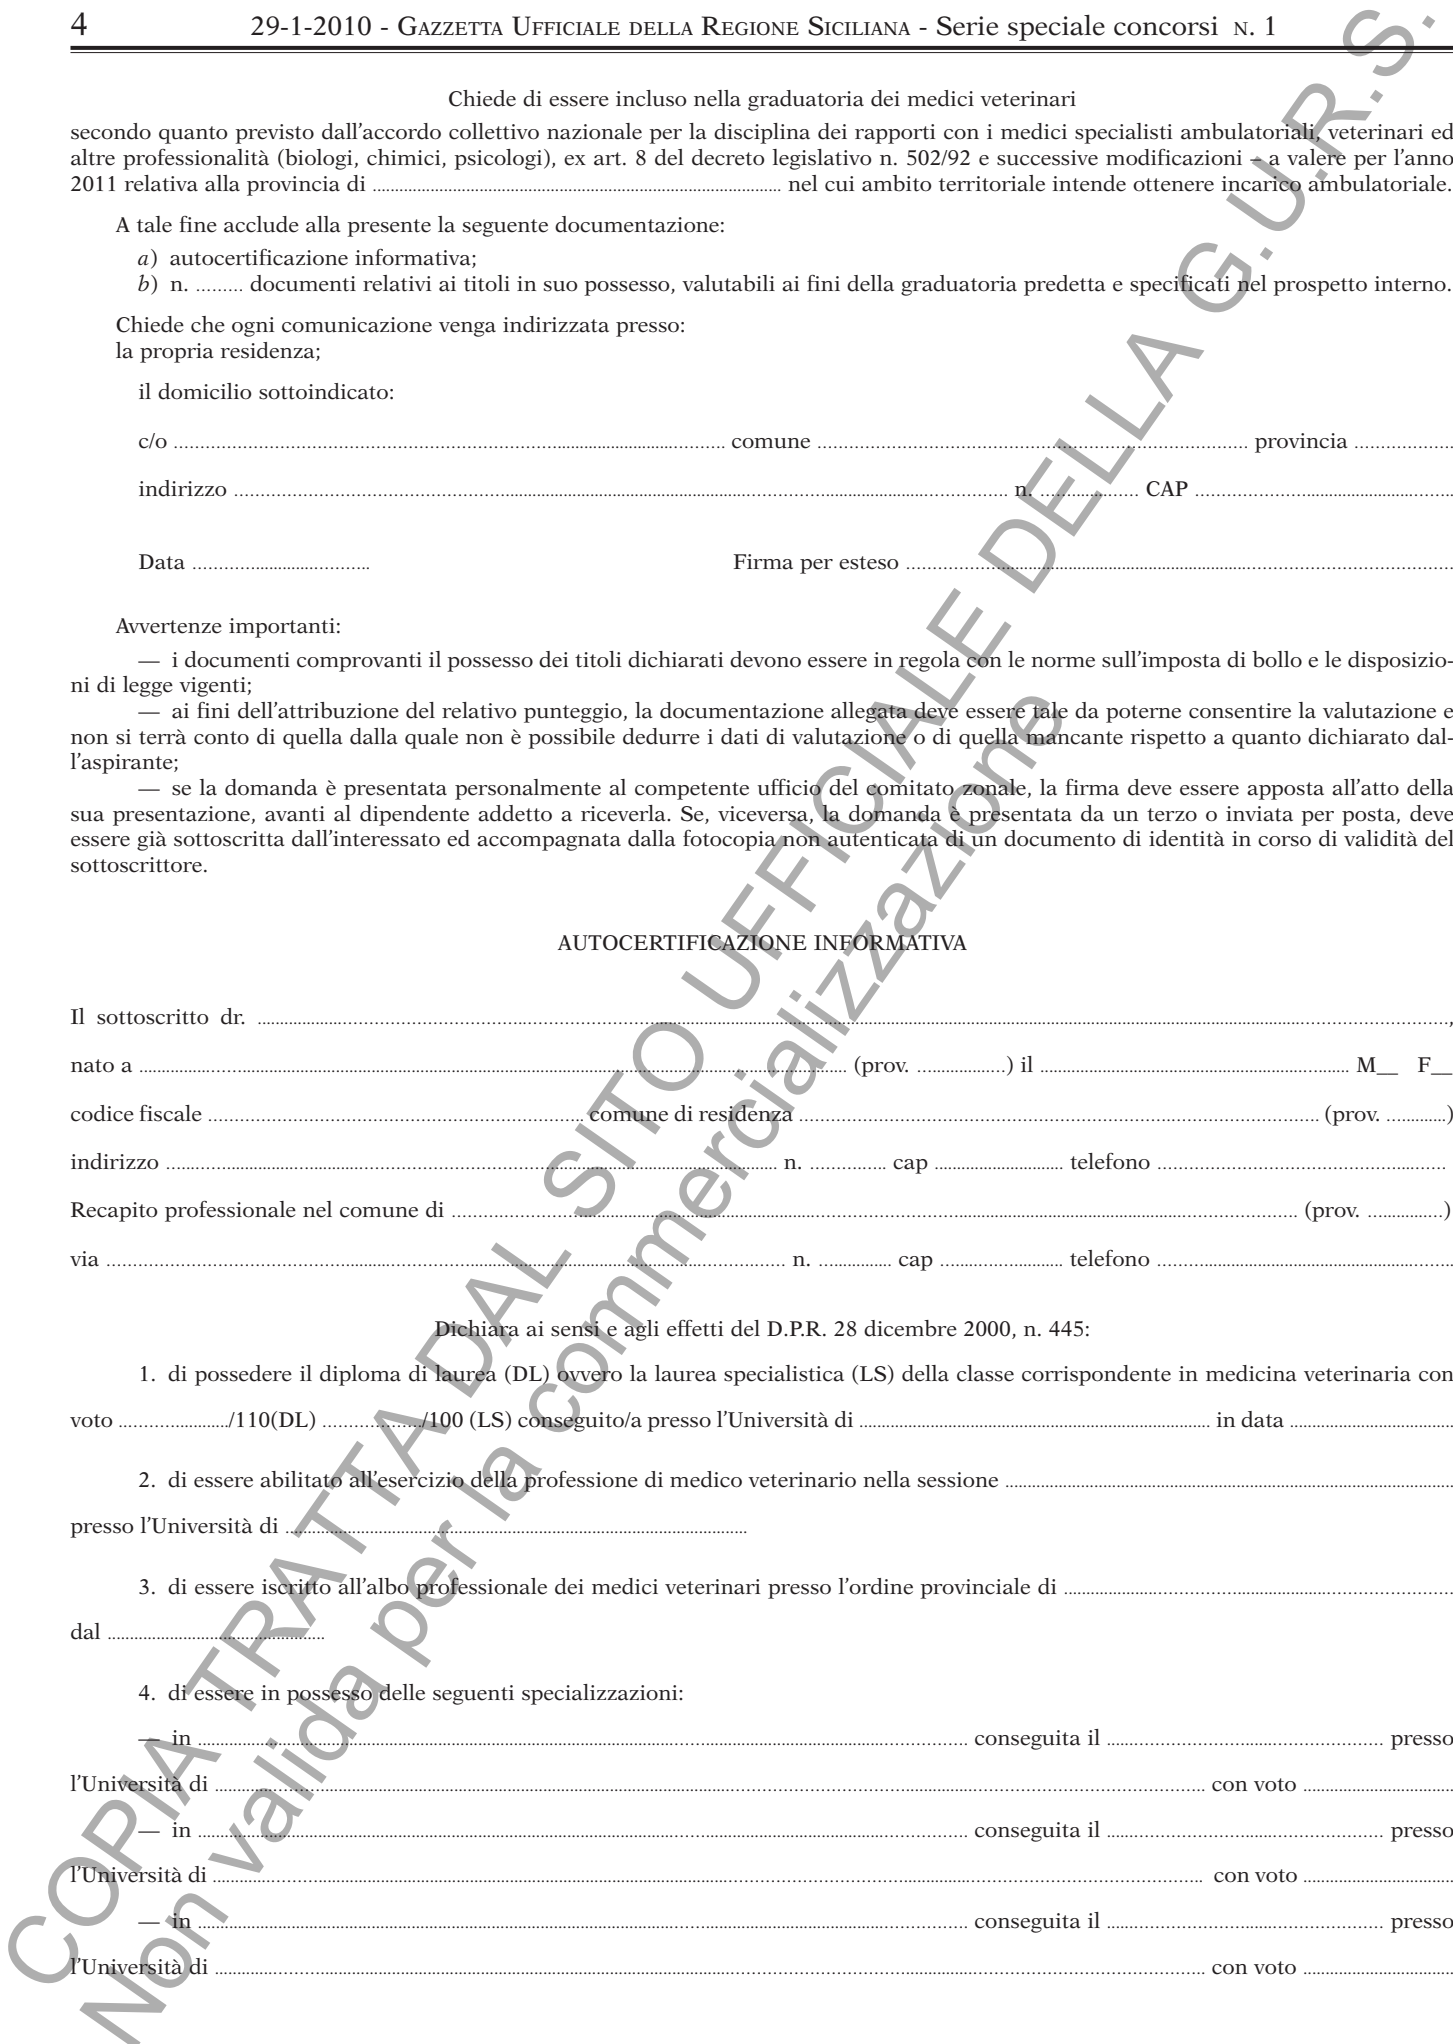 4 29-1-2010 - GAZZETTA UFFICIALE DELLA REGIONE SICILIANA - Serie speciale concorsi N. 1
Chiede di essere incluso nella graduatoria dei medici veterinari
secondo quanto previsto dall'accordo collettivo nazionale per la disciplina dei rapporti con i medici specialisti ambulatoriali, veterinari ed
altre professionalità (biologi, chimici, psicologi), ex art. 8 del decreto legislativo n. 502/92 e successive modificazioni – a valere per l'anno
2011 relativa alla provincia di .......... nel cui ambito territoriale intende ottenere incarico ambulatoriale.
A tale fine acclude alla presente la seguente documentazione:
a) autocertificazione informativa;
b) n. ......... documenti relativi ai titoli in suo possesso, valutabili ai fini della graduatoria predetta e specificati nel prospetto interno.
Chiede che ogni comunicazione venga indirizzata presso:
la propria residenza;
il domicilio sottoindicato:
c/o .......... comune .......... provincia ..........
indirizzo .......... n. .......... CAP ..........
Data .......... Firma per esteso ..........
Avvertenze importanti:
— i documenti comprovanti il possesso dei titoli dichiarati devono essere in regola con le norme sull'imposta di bollo e le disposizio-
ni di legge vigenti;
— ai fini dell'attribuzione del relativo punteggio, la documentazione allegata deve essere tale da poterne consentire la valutazione e
non si terrà conto di quella dalla quale non è possibile dedurre i dati di valutazione o di quella mancante rispetto a quanto dichiarato dal-
l'aspirante;
— se la domanda è presentata personalmente al competente ufficio del comitato zonale, la firma deve essere apposta all'atto della
sua presentazione, avanti al dipendente addetto a riceverla. Se, viceversa, la domanda è presentata da un terzo o inviata per posta, deve
essere già sottoscritta dall'interessato ed accompagnata dalla fotocopia non autenticata di un documento di identità in corso di validità del
sottoscrittore.
AUTOCERTIFICAZIONE INFORMATIVA
Il sottoscritto dr. ..........,
nato a .......... (prov. ..........) il .......... M__ F__
codice fiscale .......... comune di residenza .......... (prov. ..........)
indirizzo .......... n. .......... cap .......... telefono ..........
Recapito professionale nel comune di .......... (prov. ..........)
via .......... n. .......... cap .......... telefono ..........
Dichiara ai sensi e agli effetti del D.P.R. 28 dicembre 2000, n. 445:
1. di possedere il diploma di laurea (DL) ovvero la laurea specialistica (LS) della classe corrispondente in medicina veterinaria con
voto ........../110(DL) ........../100 (LS) conseguito/a presso l'Università di .......... in data ..........
2. di essere abilitato all'esercizio della professione di medico veterinario nella sessione ..........
presso l'Università di ..........
3. di essere iscritto all'albo professionale dei medici veterinari presso l'ordine provinciale di ..........
dal ..........
4. di essere in possesso delle seguenti specializzazioni:
— in .......... conseguita il .......... presso
l'Università di .......... con voto ..........
— in .......... conseguita il .......... presso
l'Università di .......... con voto ..........
— in .......... conseguita il .......... presso
l'Università di .......... con voto ..........
COPIA TRATTA DAL SITO UFFICIALE DELLA G.U.R.S.
Non valida per la commercializzazione